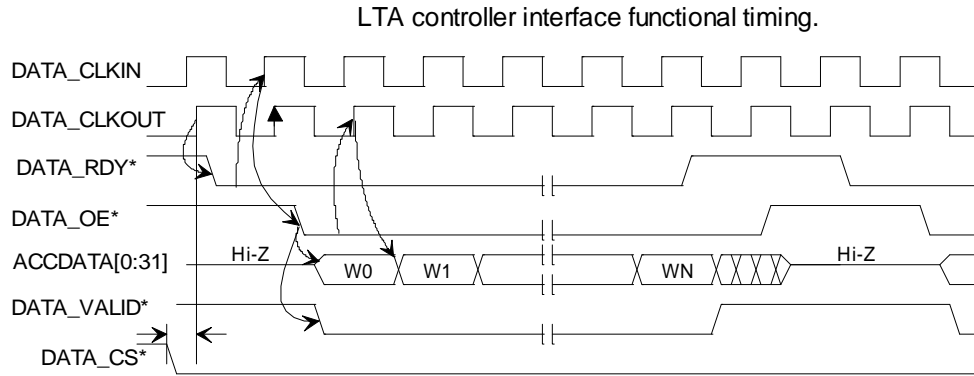 LTA controller interface functional timing.
DATA_CLKIN
DATA_CLKOUT
DATA_RDY*
DATA_OE*
ACCDATA[0:31] Hi-Z W0 W1 WN Hi-Z
DATA_VALID*
DATA_CS*